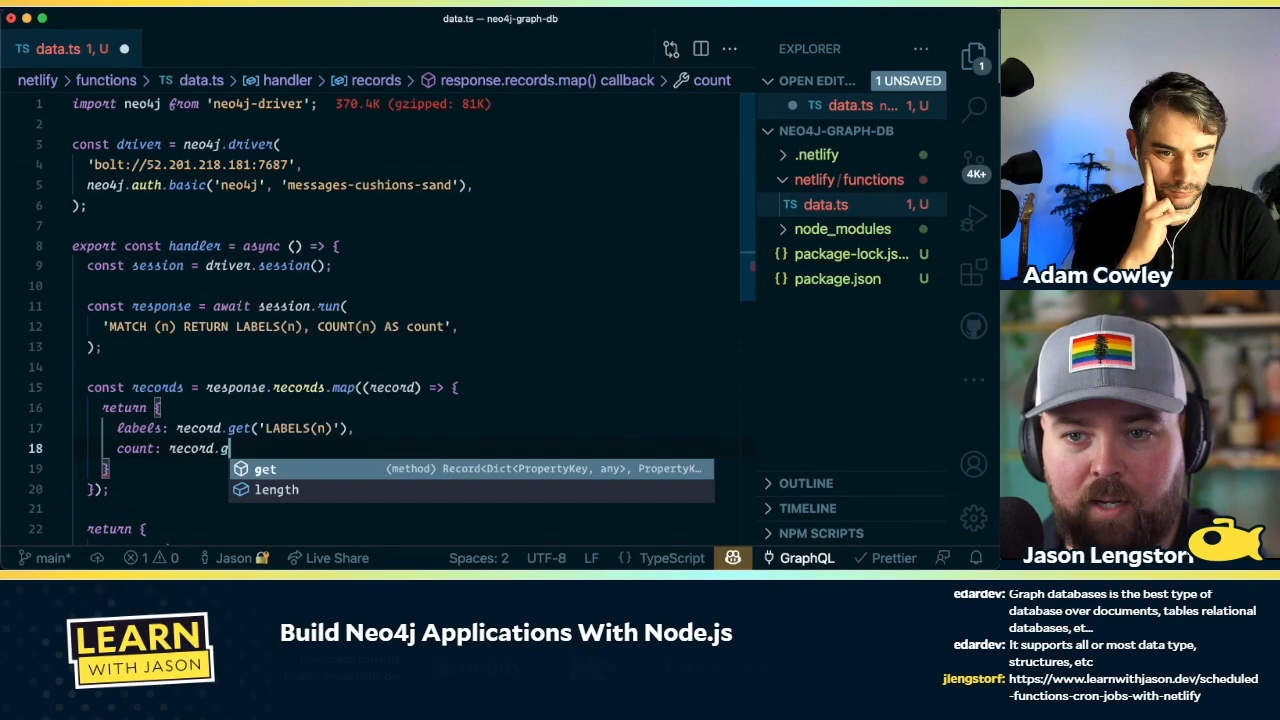 data.ts — neo4j-graph-db
TS data.ts 1, U
netlify > functions > TS data.ts > handler > records > response.records.map() callback > count
1 import neo4j from 'neo4j-driver'; 370.4K (gzipped: 81K)
2
3 const driver = neo4j.driver(
4 'bolt://52.201.218.181:7687',
5 neo4j.auth.basic('neo4j', 'messages-cushions-sand'),
6 );
7
8 export const handler = async () => {
9 const session = driver.session();
10
11 const response = await session.run(
12 'MATCH (n) RETURN LABELS(n), COUNT(n) AS count',
13 );
14
15 const records = response.records.map((record) => {
16 return {
17 labels: record.get('LABELS(n)'),
18 count: record.g
get (method) Record<Dict<PropertyKey, any>, PropertyK…
length
19 }
20 });
21
22 return {
EXPLORER
OPEN EDIT… 1 UNSAVED
TS data.ts n… 1, U
NEO4J-GRAPH-DB
.netlify
netlify/functions
TS data.ts 1, U
node_modules
{} package-lock.js… U
{} package.json U
OUTLINE
TIMELINE
NPM SCRIPTS
1
4K+
main* 1 0 Jason Live Share Spaces: 2 UTF-8 LF {} TypeScript GraphQL Prettier
Adam Cowley
Jason Lengstorf
LEARN
WITH JASON
Build Neo4j Applications With Node.js
edardev: Graph databases is the best type of
database over documents, tables relational
databases, et…
edardev: It supports all or most data type,
structures, etc
jlengstorf: https://www.learnwithjason.dev/scheduled
-functions-cron-jobs-with-netlify